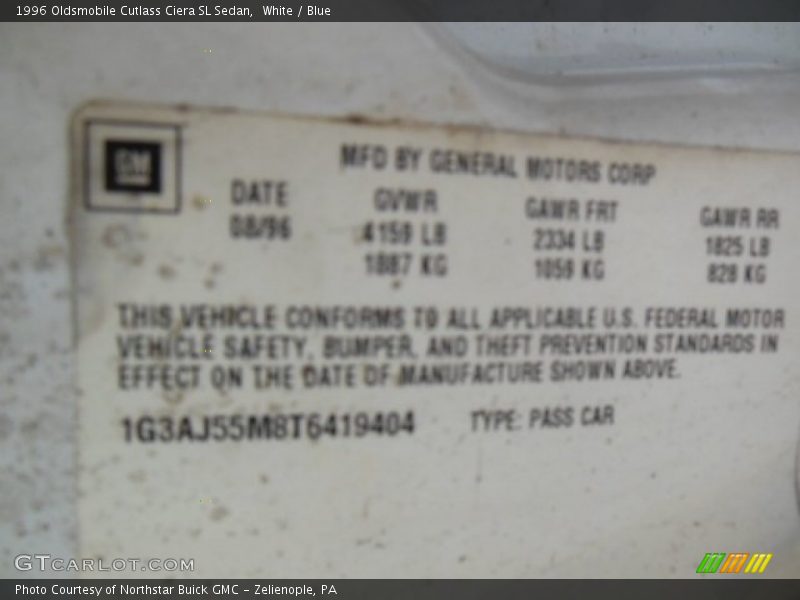 1996 Oldsmobile Cutlass Ciera SL Sedan,  White / Blue
GM
MFD BY GENERAL MOTORS CORP
DATE GVWR GAWR FRT GAWR RR
08/96 4159 LB 2334 LB 1825 LB
1887 KG 1059 KG 828 KG
THIS VEHICLE CONFORMS TO ALL APPLICABLE U.S. FEDERAL MOTOR
VEHICLE SAFETY, BUMPER, AND THEFT PREVENTION STANDARDS IN
EFFECT ON THE DATE OF MANUFACTURE SHOWN ABOVE.
1G3AJ55M8T6419404 TYPE: PASS CAR
GTCARLOT.COM
Photo Courtesy of Northstar Buick GMC - Zelienople, PA